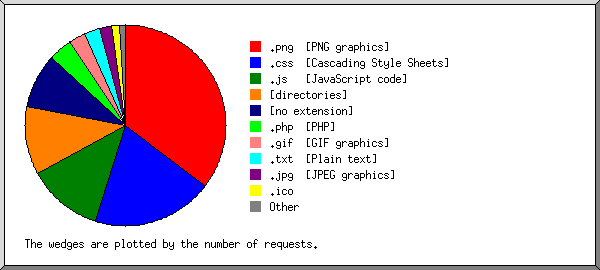 .png [PNG graphics]
.css [Cascading Style Sheets]
.js [JavaScript code]
[directories]
[no extension]
.php [PHP]
.gif [GIF graphics]
.txt [Plain text]
.jpg [JPEG graphics]
.ico
Other
The wedges are plotted by the number of requests.